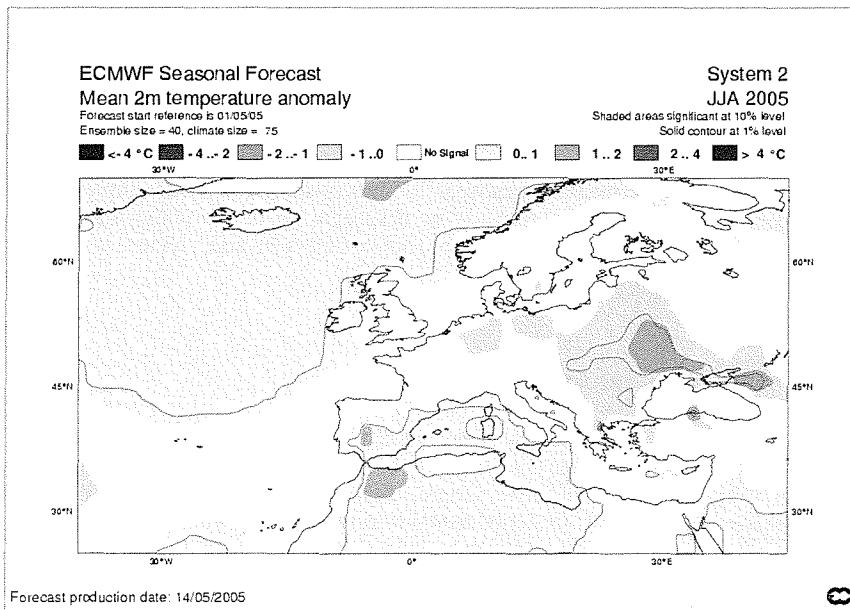 ECMWF Seasonal Forecast
System 2
Mean 2m temperature anomaly
JJA 2005
Forecast start reference is 01/05/05
Shaded areas significant at 10% level
Ensemble size = 40, climate size = 75
Solid contour at 1% level
<-4 °C -4..-2 -2..-1 -1..0 No Signal 0..1 1..2 2..4 >4 °C
30°W 0° 30°E
60°N 60°N
45°N 45°N
30°N 30°N
30°W 0° 30°E
Forecast production date: 14/05/2005